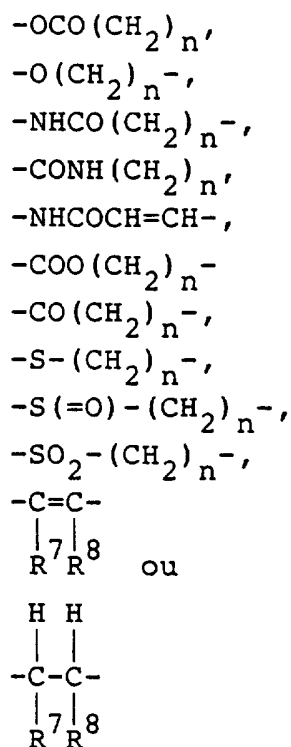 -OCO(CH₂)ₙ,
-O(CH₂)ₙ-,
-NHCO(CH₂)ₙ-,
-CONH(CH₂)ₙ,
-NHCOCH=CH-,
-COO(CH₂)ₙ-
-CO(CH₂)ₙ-,
-S-(CH₂)ₙ-,
-S(=O)-(CH₂)ₙ-,
-SO₂-(CH₂)ₙ-,
-C=C-
R⁷ R⁸ ou
H H
-C-C-
R⁷ R⁸